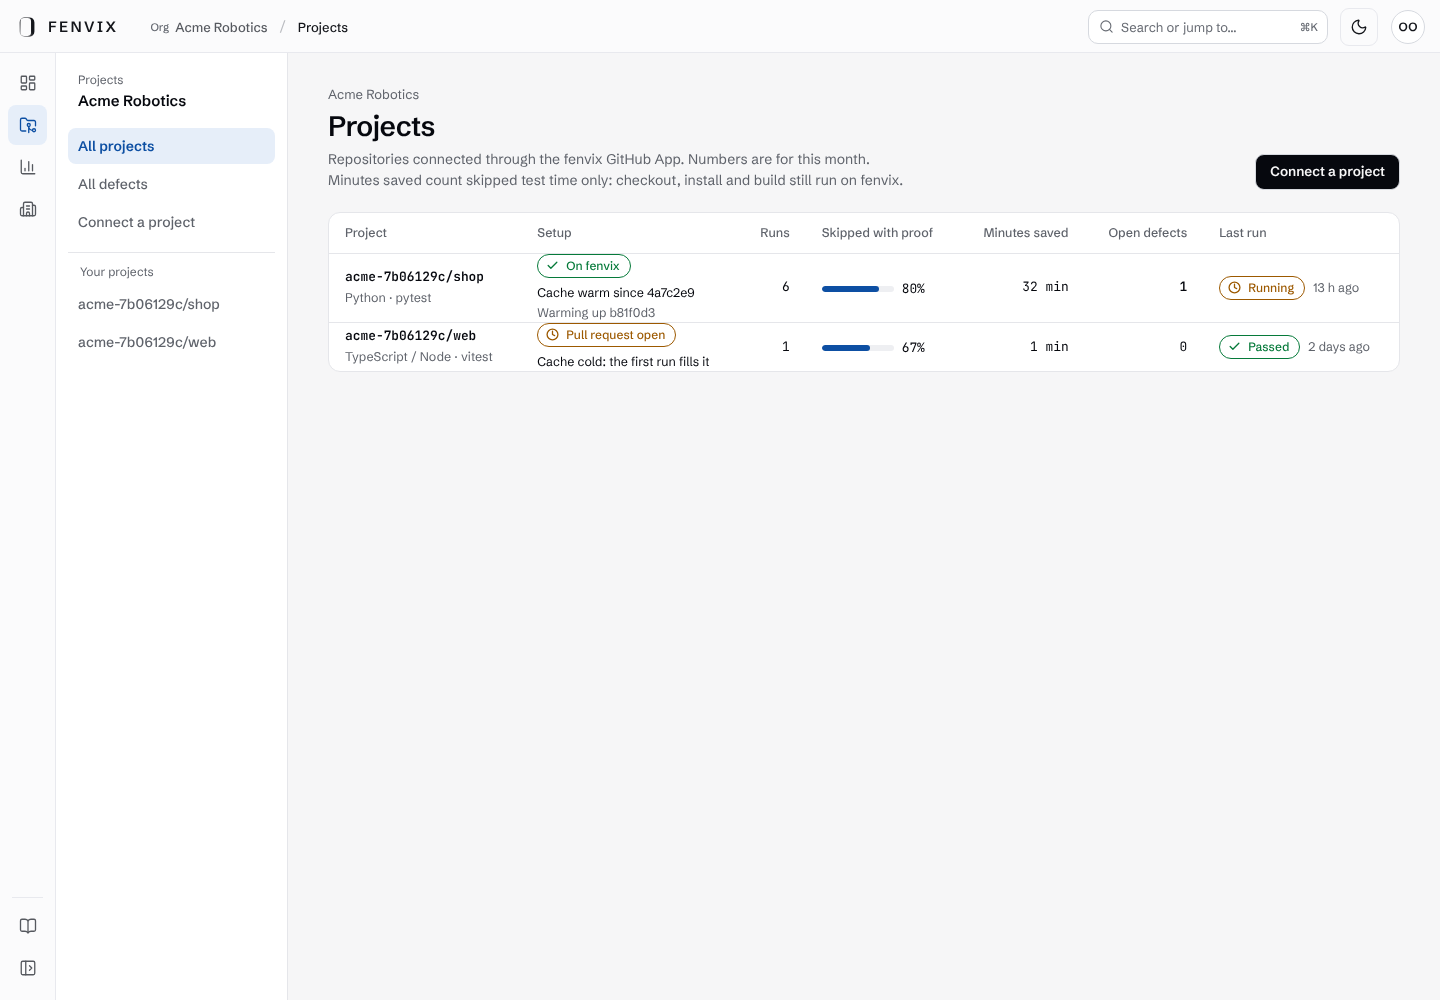 FENVIX
Org Acme Robotics / Projects
Search or jump to... ⌘K
OO
Projects
Acme Robotics
All projects
All defects
Connect a project
Your projects
acme-7b06129c/shop
acme-7b06129c/web
Acme Robotics
Projects
Repositories connected through the fenvix GitHub App. Numbers are for this month.
Minutes saved count skipped test time only: checkout, install and build still run on fenvix.
Connect a project
Project Setup Runs Skipped with proof Minutes saved Open defects Last run
acme-7b06129c/shop
Python · pytest
On fenvix
Cache warm since 4a7c2e9
Warming up b81f0d3
6 80% 32 min 1 Running 13 h ago
acme-7b06129c/web
TypeScript / Node · vitest
Pull request open
Cache cold: the first run fills it
1 67% 1 min 0 Passed 2 days ago